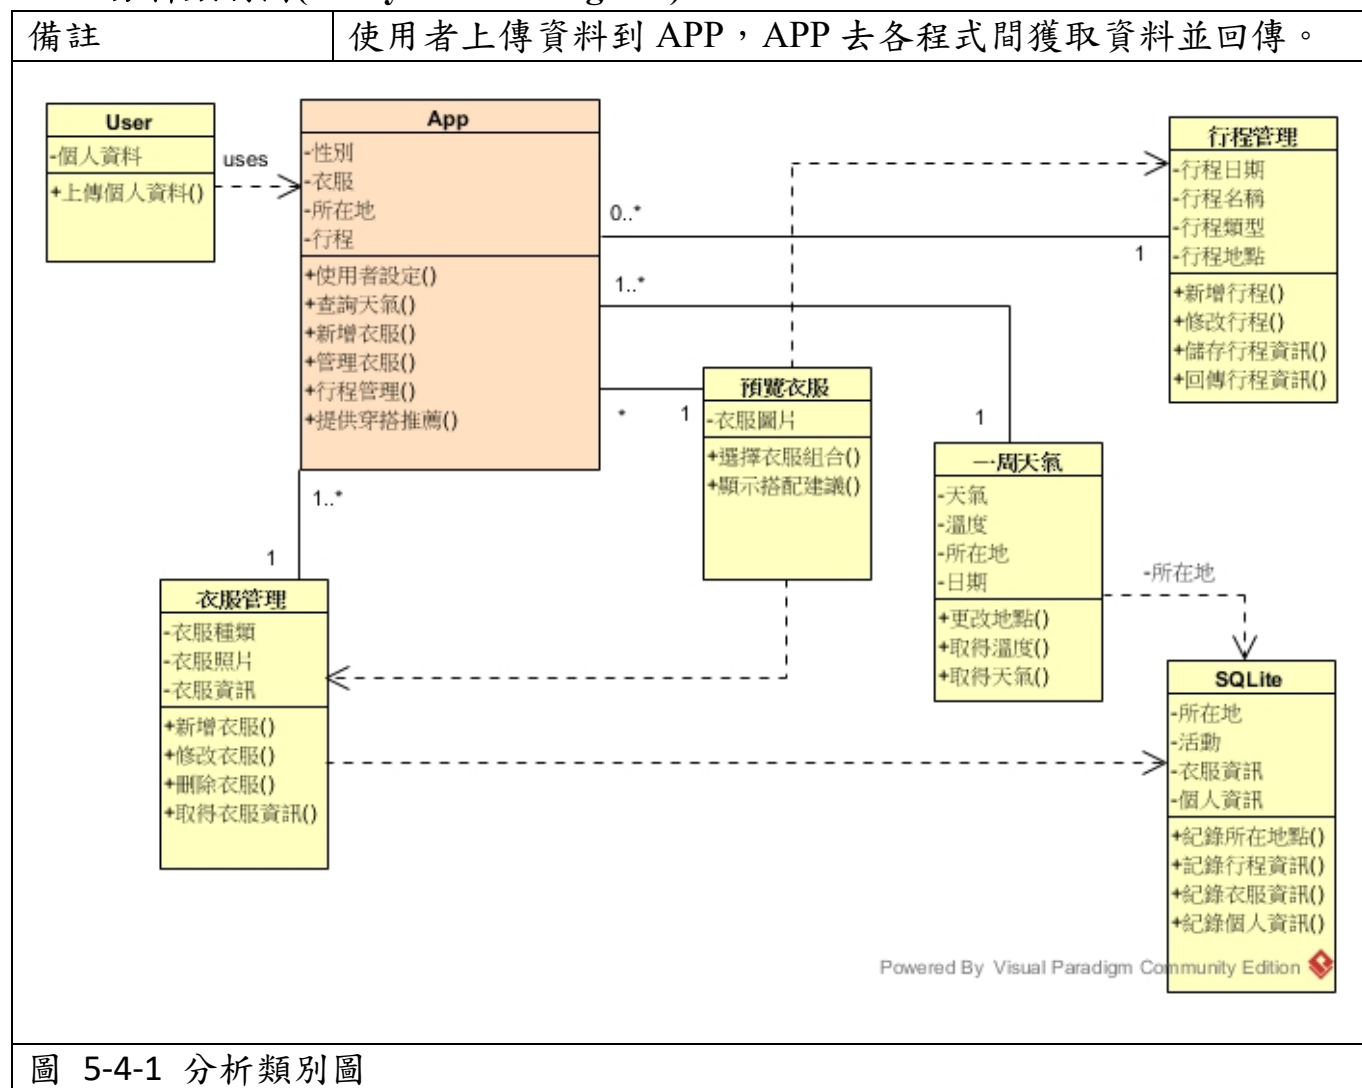 備註
使用者上傳資料到 APP，APP 去各程式間獲取資料並回傳。
User
-個人資料
+上傳個人資料()
uses
App
-性別
-衣服
-所在地
-行程
+使用者設定()
+查詢天氣()
+新增衣服()
+管理衣服()
+行程管理()
+提供穿搭推薦()
0..*
1
行程管理
-行程日期
-行程名稱
-行程類型
-行程地點
+新增行程()
+修改行程()
+儲存行程資訊()
+回傳行程資訊()
1..*
1
*
1
預覽衣服
-衣服圖片
+選擇衣服組合()
+顯示搭配建議()
一周天氣
-天氣
-溫度
-所在地
-日期
+更改地點()
+取得溫度()
+取得天氣()
-所在地
1..*
1
衣服管理
-衣服種類
-衣服照片
-衣服資訊
+新增衣服()
+修改衣服()
+刪除衣服()
+取得衣服資訊()
SQLite
-所在地
-活動
-衣服資訊
-個人資訊
+紀錄所在地點()
+記錄行程資訊()
+紀錄衣服資訊()
+紀錄個人資訊()
Powered By Visual Paradigm Community Edition
圖 5-4-1 分析類別圖